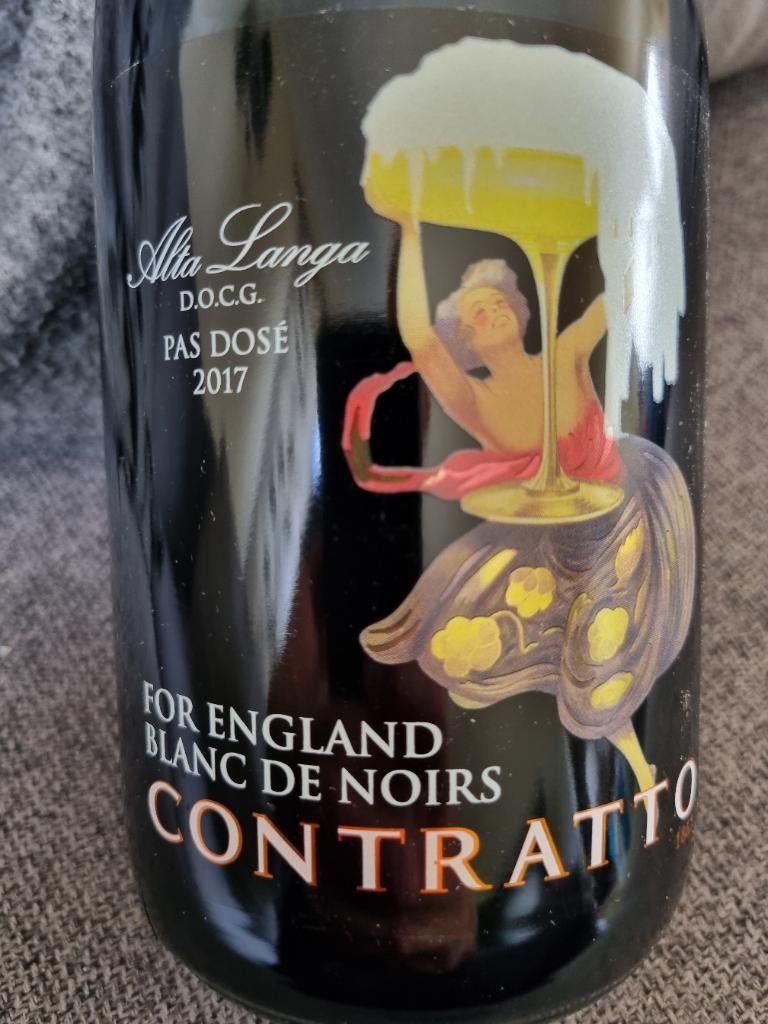 Alta Langa
D.O.C.G.
PAS DOSÉ
2017
FOR ENGLAND
BLANC DE NOIRS
CONTRATTO